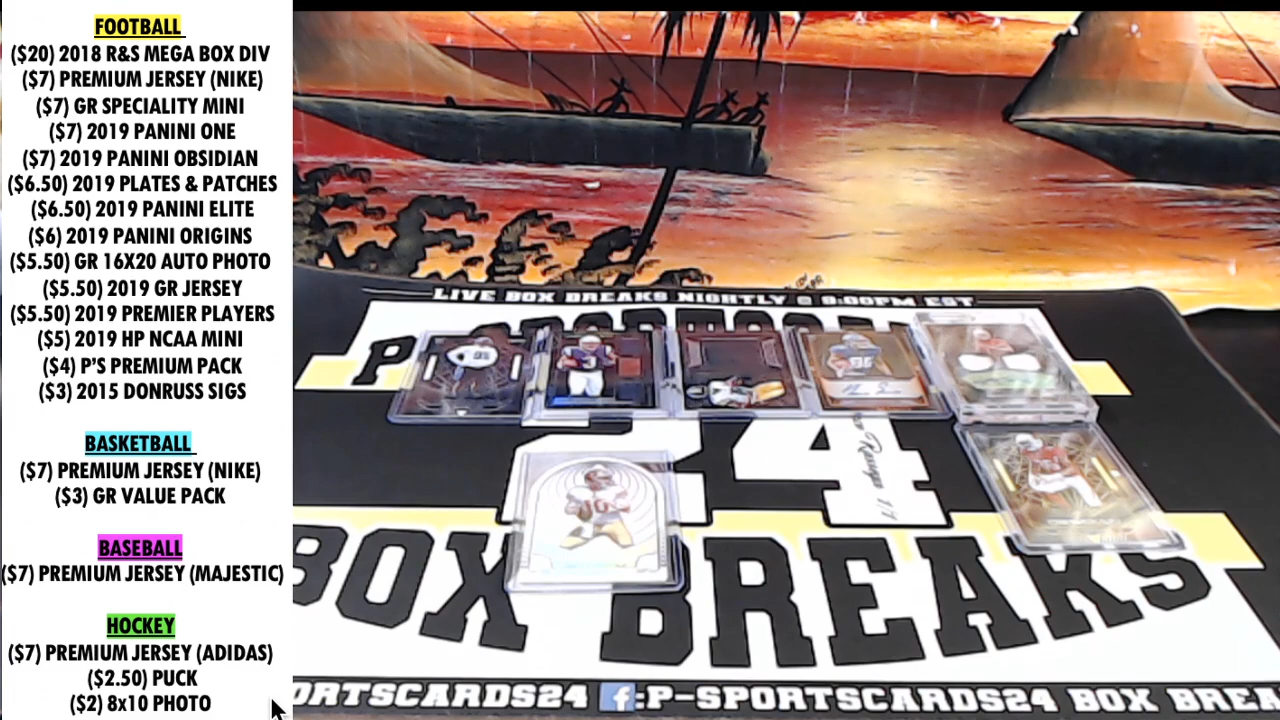 FOOTBALL
($20) 2018 R&S MEGA BOX DIV
($7) PREMIUM JERSEY (NIKE)
($7) GR SPECIALITY MINI
($7) 2019 PANINI ONE
($7) 2019 PANINI OBSIDIAN
($6.50) 2019 PLATES & PATCHES
($6.50) 2019 PANINI ELITE
($6) 2019 PANINI ORIGINS
($5.50) GR 16X20 AUTO PHOTO
($5.50) 2019 GR JERSEY
($5.50) 2019 PREMIER PLAYERS
($5) 2019 HP NCAA MINI
($4) P'S PREMIUM PACK
($3) 2015 DONRUSS SIGS
BASKETBALL
($7) PREMIUM JERSEY (NIKE)
($3) GR VALUE PACK
BASEBALL
($7) PREMIUM JERSEY (MAJESTIC)
HOCKEY
($7) PREMIUM JERSEY (ADIDAS)
($2.50) PUCK
($2) 8x10 PHOTO
LIVE BOX BREAKS NIGHTLY @ 9:00PM EST
24
BOX BREAKS
ORTSCARDS24 f:P-SPORTSCARDS24 BOX BREA